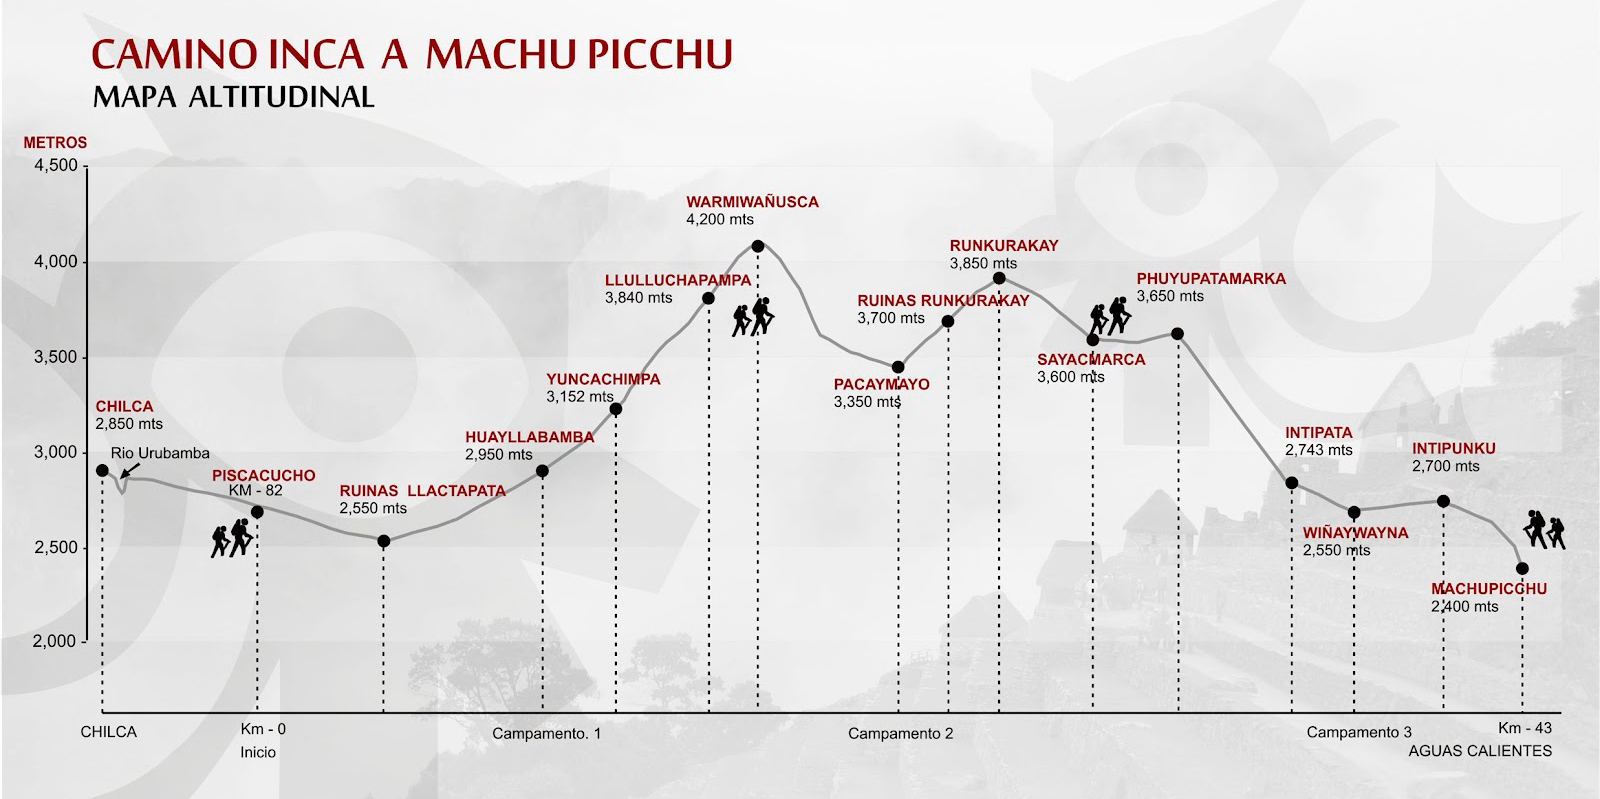 CAMINO INCA A MACHU PICCHU
MAPA ALTITUDINAL
METROS
4,500
4,000
3,500
3,000
2,500
2,000
CHILCA
2,850 mts
Rio Urubamba
PISCACUCHO
KM - 82
RUINAS LLACTAPATA
2,550 mts
HUAYLLABAMBA
2,950 mts
YUNCACHIMPA
3,152 mts
LLULLUCHAPAMPA
3,840 mts
WARMIWAÑUSCA
4,200 mts
PACAYMAYO
3,350 mts
RUINAS RUNKURAKAY
3,700 mts
RUNKURAKAY
3,850 mts
SAYACMARCA
3,600 mts
PHUYUPATAMARKA
3,650 mts
INTIPATA
2,743 mts
WIÑAYWAYNA
2,550 mts
INTIPUNKU
2,700 mts
MACHUPICCHU
2,400 mts
CHILCA
Km - 0
Inicio
Campamento. 1
Campamento 2
Campamento 3
Km - 43
AGUAS CALIENTES